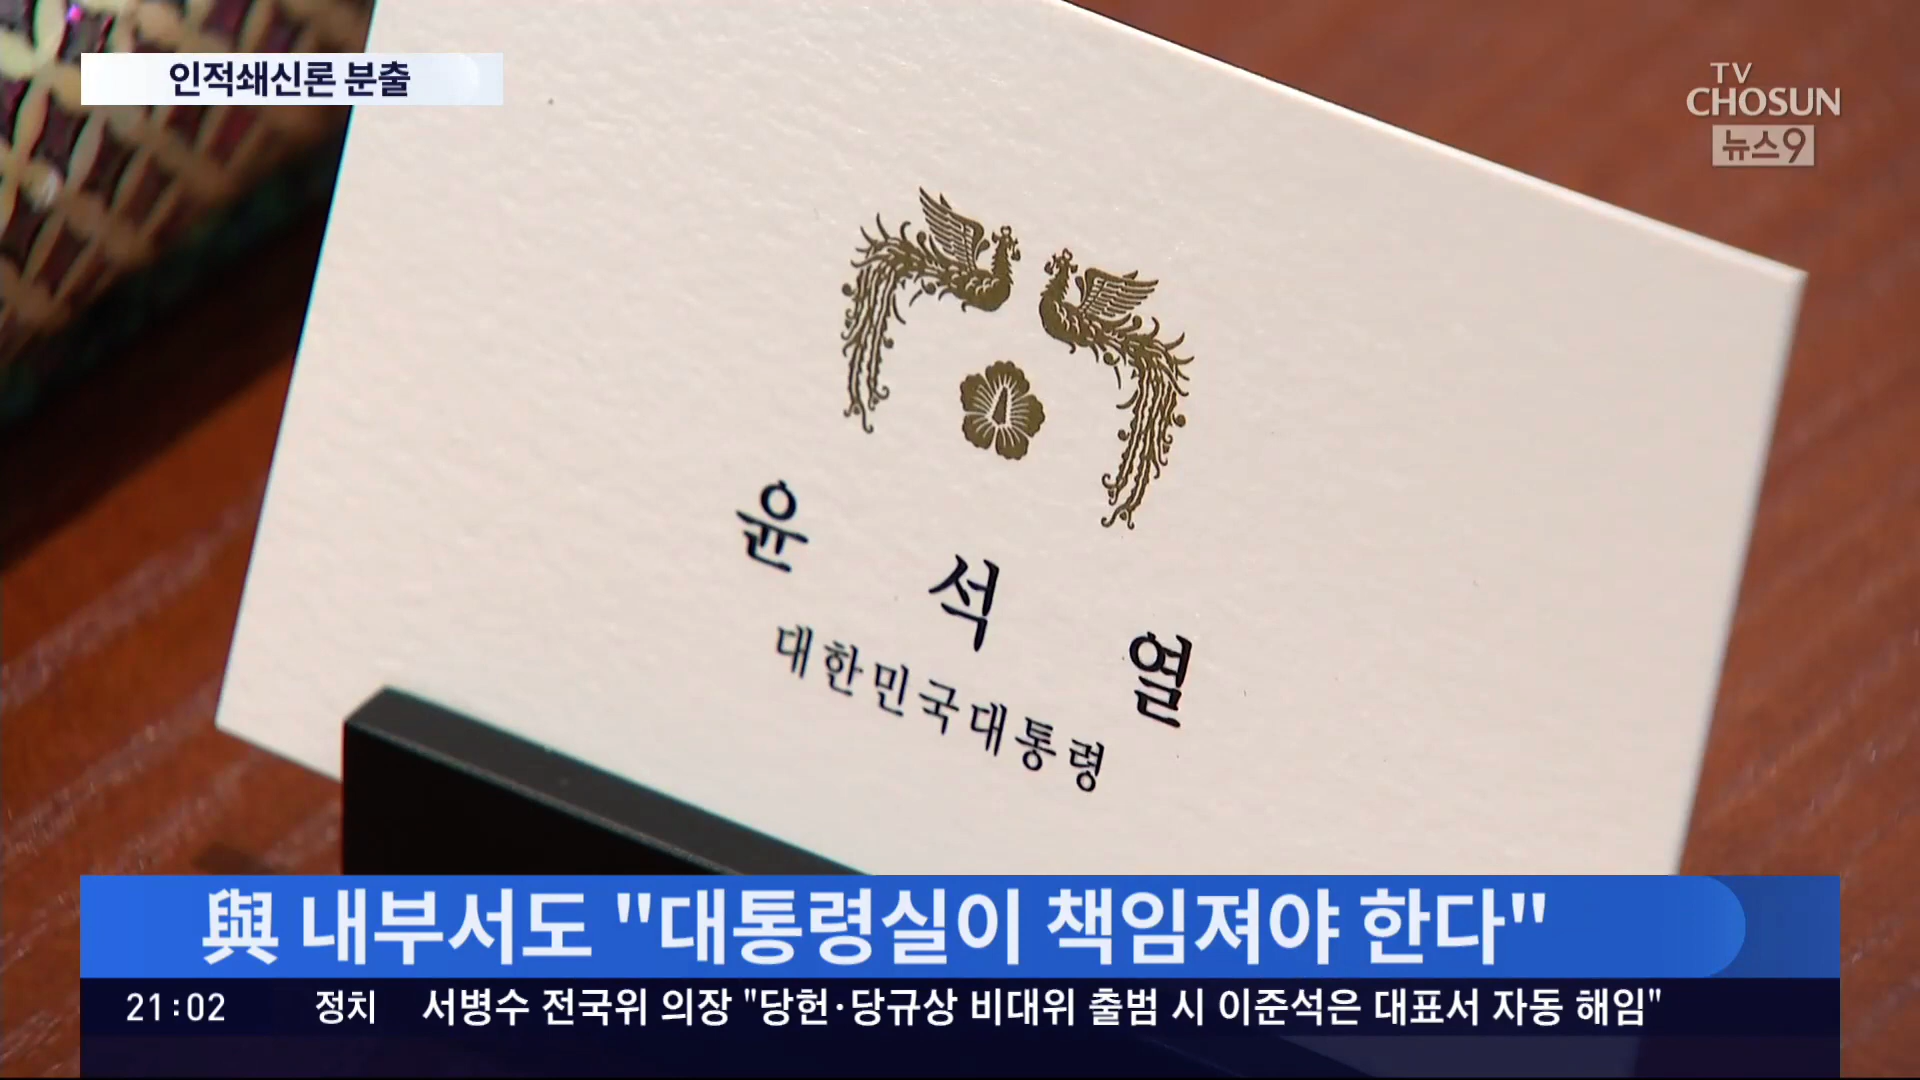 인적쇄신론 분출
TV
CHOSUN
뉴스9
윤 석 열
대한민국대통령
與 내부서도 "대통령실이 책임져야 한다"
21:02 정치 서병수 전국위 의장 "당헌·당규상 비대위 출범 시 이준석은 대표서 자동 해임"